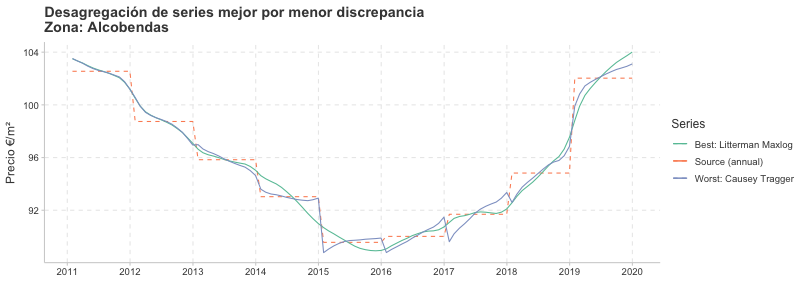 Desagregación de series mejor por menor discrepancia
Zona: Alcobendas
104
100
96
92
Precio €/m²
2011 2012 2013 2014 2015 2016 2017 2018 2019 2020
Series
Best: Litterman Maxlog
Source (annual)
Worst: Causey Tragger